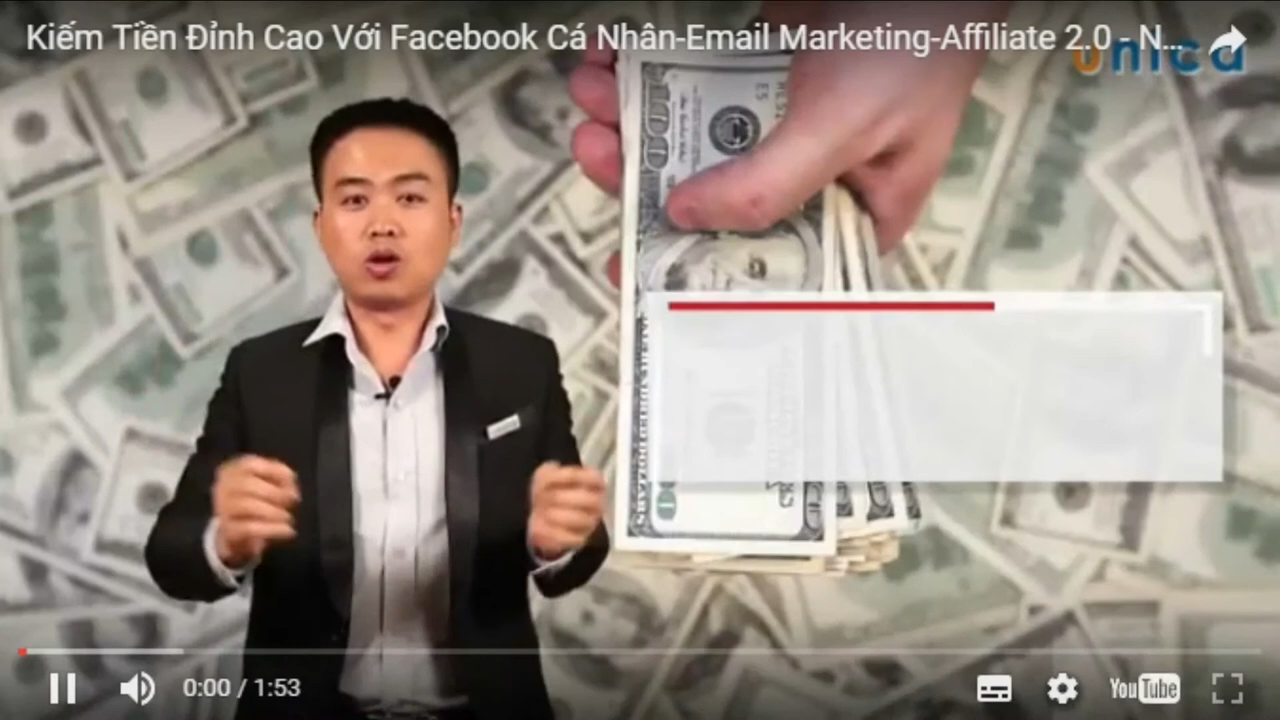 Kiếm Tiền Đỉnh Cao Với Facebook Cá Nhân-Email Marketing-Affiliate 2.0 - N...
unica
100
0:00 / 1:53
YouTube